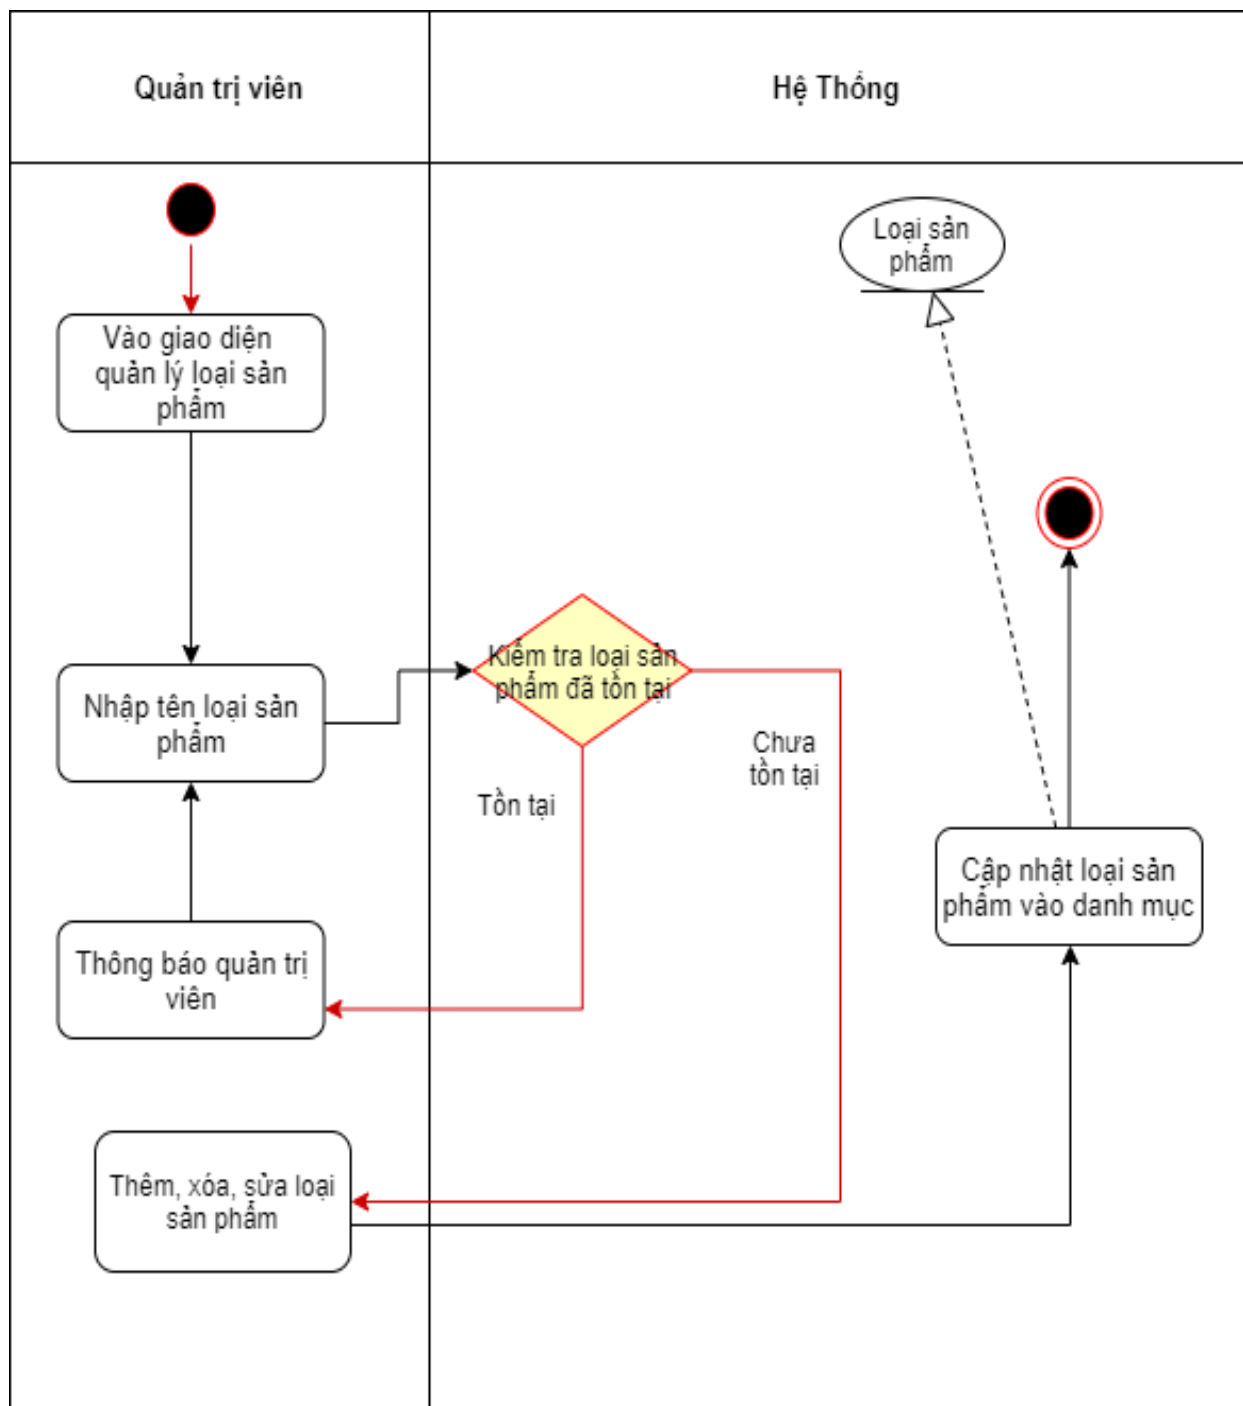 Quản trị viên
Hệ Thống
Loại sản
phẩm
Vào giao diện
quản lý loại sản
phẩm
Kiểm tra loại sản
phẩm đã tồn tại
Nhập tên loại sản
phẩm
Chưa
tồn tại
Tồn tại
Cập nhật loại sản
phẩm vào danh mục
Thông báo quản trị
viên
Thêm, xóa, sửa loại
sản phẩm